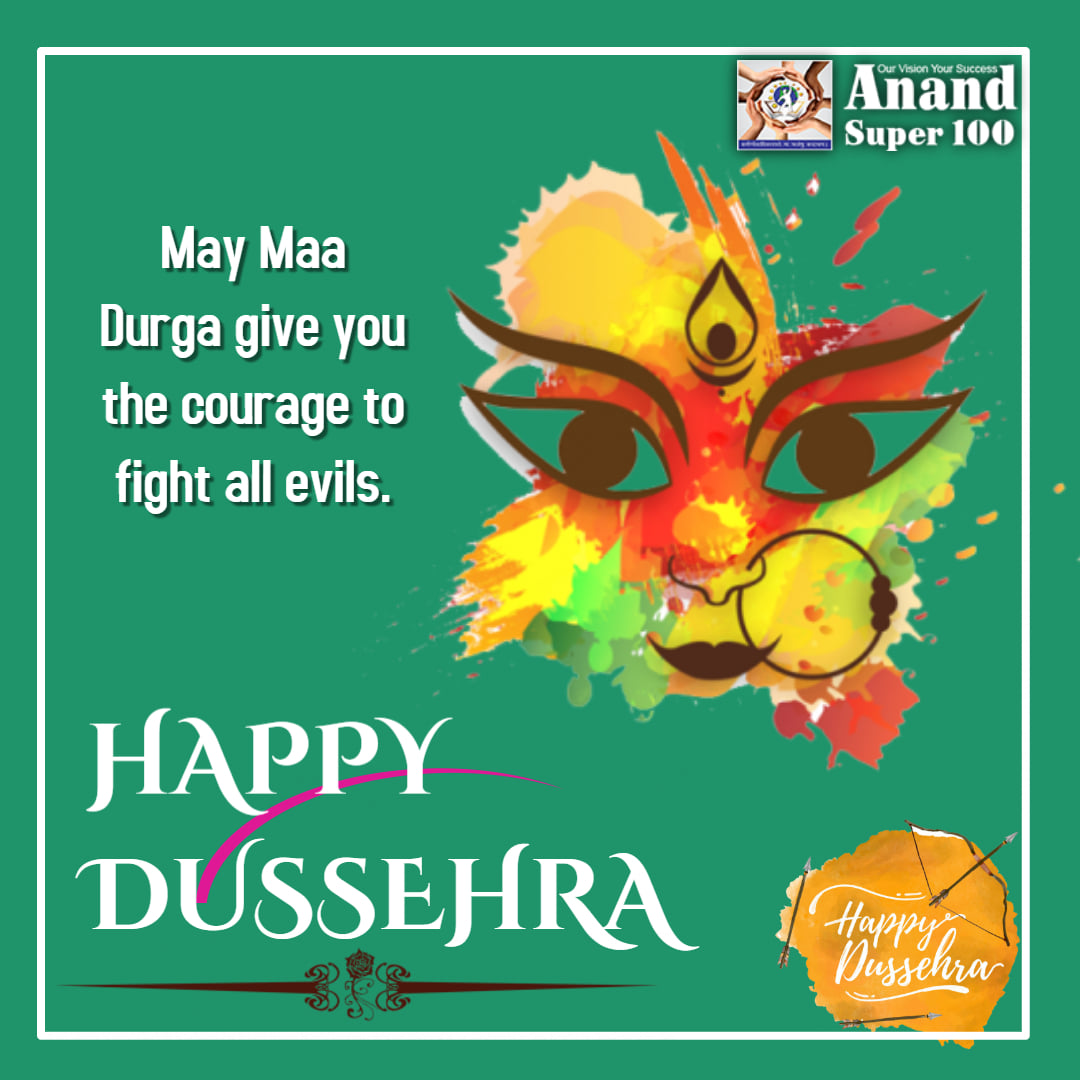 Our Vision Your Success
Anand
Super 100
May Maa
Durga give you
the courage to
fight all evils.
HAPPY
DUSSEHRA
Happy
Dussehra